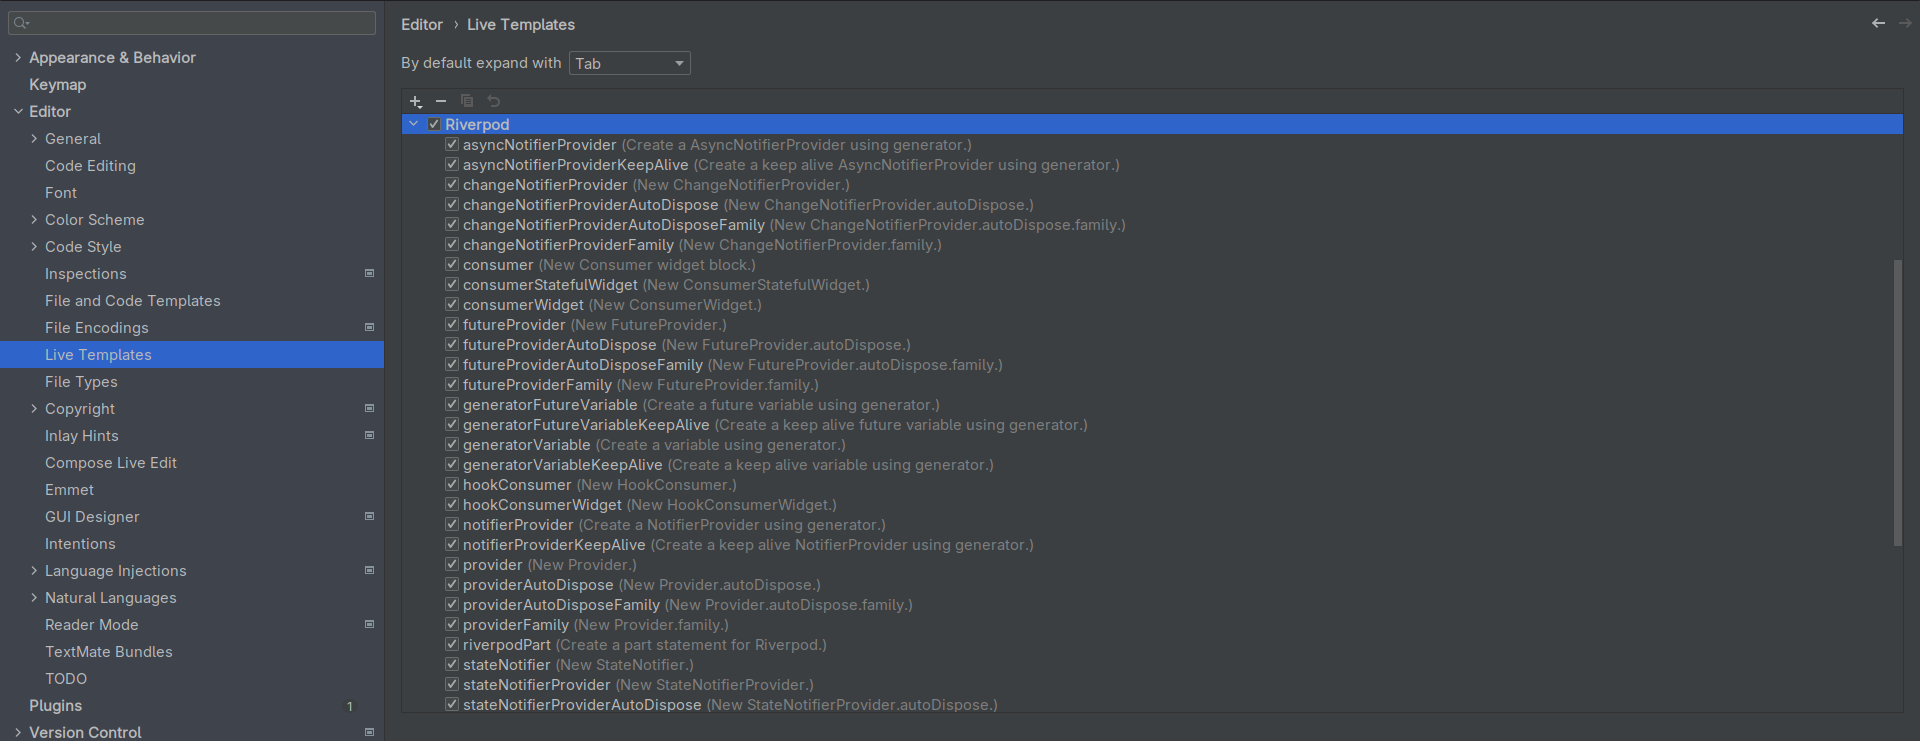 Appearance & Behavior
Keymap
Editor
General
Code Editing
Font
Color Scheme
Code Style
Inspections
File and Code Templates
File Encodings
Live Templates
File Types
Copyright
Inlay Hints
Compose Live Edit
Emmet
GUI Designer
Intentions
Language Injections
Natural Languages
Reader Mode
TextMate Bundles
TODO
Plugins 1
Version Control
Editor › Live Templates
By default expand with Tab
Riverpod
asyncNotifierProvider (Create a AsyncNotifierProvider using generator.)
asyncNotifierProviderKeepAlive (Create a keep alive AsyncNotifierProvider using generator.)
changeNotifierProvider (New ChangeNotifierProvider.)
changeNotifierProviderAutoDispose (New ChangeNotifierProvider.autoDispose.)
changeNotifierProviderAutoDisposeFamily (New ChangeNotifierProvider.autoDispose.family.)
changeNotifierProviderFamily (New ChangeNotifierProvider.family.)
consumer (New Consumer widget block.)
consumerStatefulWidget (New ConsumerStatefulWidget.)
consumerWidget (New ConsumerWidget.)
futureProvider (New FutureProvider.)
futureProviderAutoDispose (New FutureProvider.autoDispose.)
futureProviderAutoDisposeFamily (New FutureProvider.autoDispose.family.)
futureProviderFamily (New FutureProvider.family.)
generatorFutureVariable (Create a future variable using generator.)
generatorFutureVariableKeepAlive (Create a keep alive future variable using generator.)
generatorVariable (Create a variable using generator.)
generatorVariableKeepAlive (Create a keep alive variable using generator.)
hookConsumer (New HookConsumer.)
hookConsumerWidget (New HookConsumerWidget.)
notifierProvider (Create a NotifierProvider using generator.)
notifierProviderKeepAlive (Create a keep alive NotifierProvider using generator.)
provider (New Provider.)
providerAutoDispose (New Provider.autoDispose.)
providerAutoDisposeFamily (New Provider.autoDispose.family.)
providerFamily (New Provider.family.)
riverpodPart (Create a part statement for Riverpod.)
stateNotifier (New StateNotifier.)
stateNotifierProvider (New StateNotifierProvider.)
stateNotifierProviderAutoDispose (New StateNotifierProvider.autoDispose.)